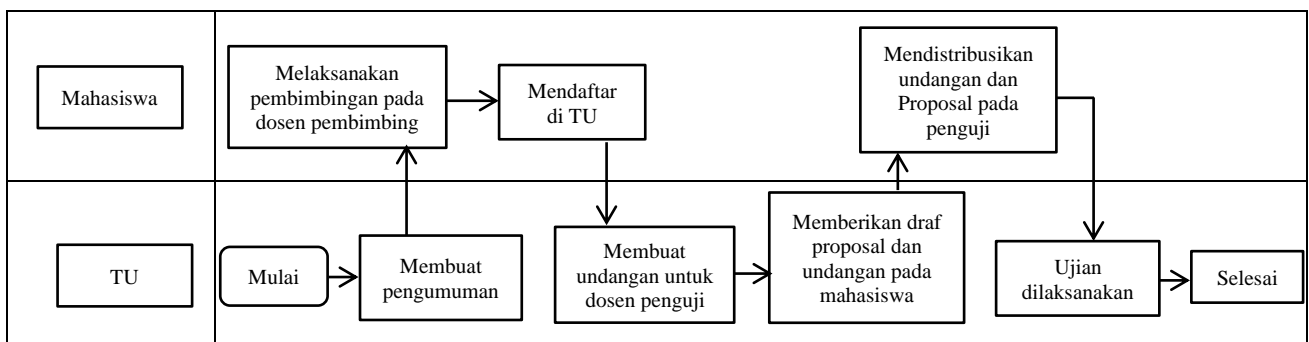 Mahasiswa
Melaksanakan
pembimbingan pada
dosen pembimbing
Mendaftar
di TU
Mendistribusikan
undangan dan
Proposal pada
penguji
TU
Mulai
Membuat
pengumuman
Membuat
undangan untuk
dosen penguji
Memberikan draf
proposal dan
undangan pada
mahasiswa
Ujian
dilaksanakan
Selesai